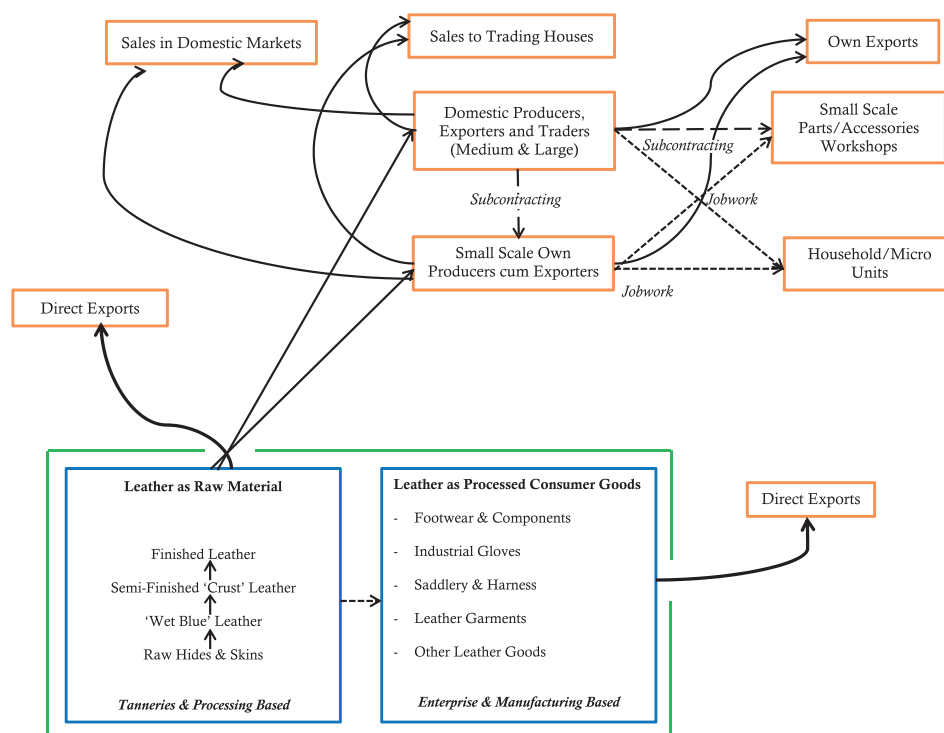 Sales in Domestic Markets
Sales to Trading Houses
Own Exports
Domestic Producers,
Exporters and Traders
(Medium & Large)
Small Scale
Parts/Accessories
Workshops
Subcontracting
Subcontracting
Jobwork
Small Scale Own
Producers cum Exporters
Household/Micro
Units
Jobwork
Direct Exports
Leather as Raw Material
Finished Leather
Semi-Finished ‘Crust’ Leather
‘Wet Blue’ Leather
Raw Hides & Skins
Tanneries & Processing Based
Leather as Processed Consumer Goods
- Footwear & Components
- Industrial Gloves
- Saddlery & Harness
- Leather Garments
- Other Leather Goods
Enterprise & Manufacturing Based
Direct Exports